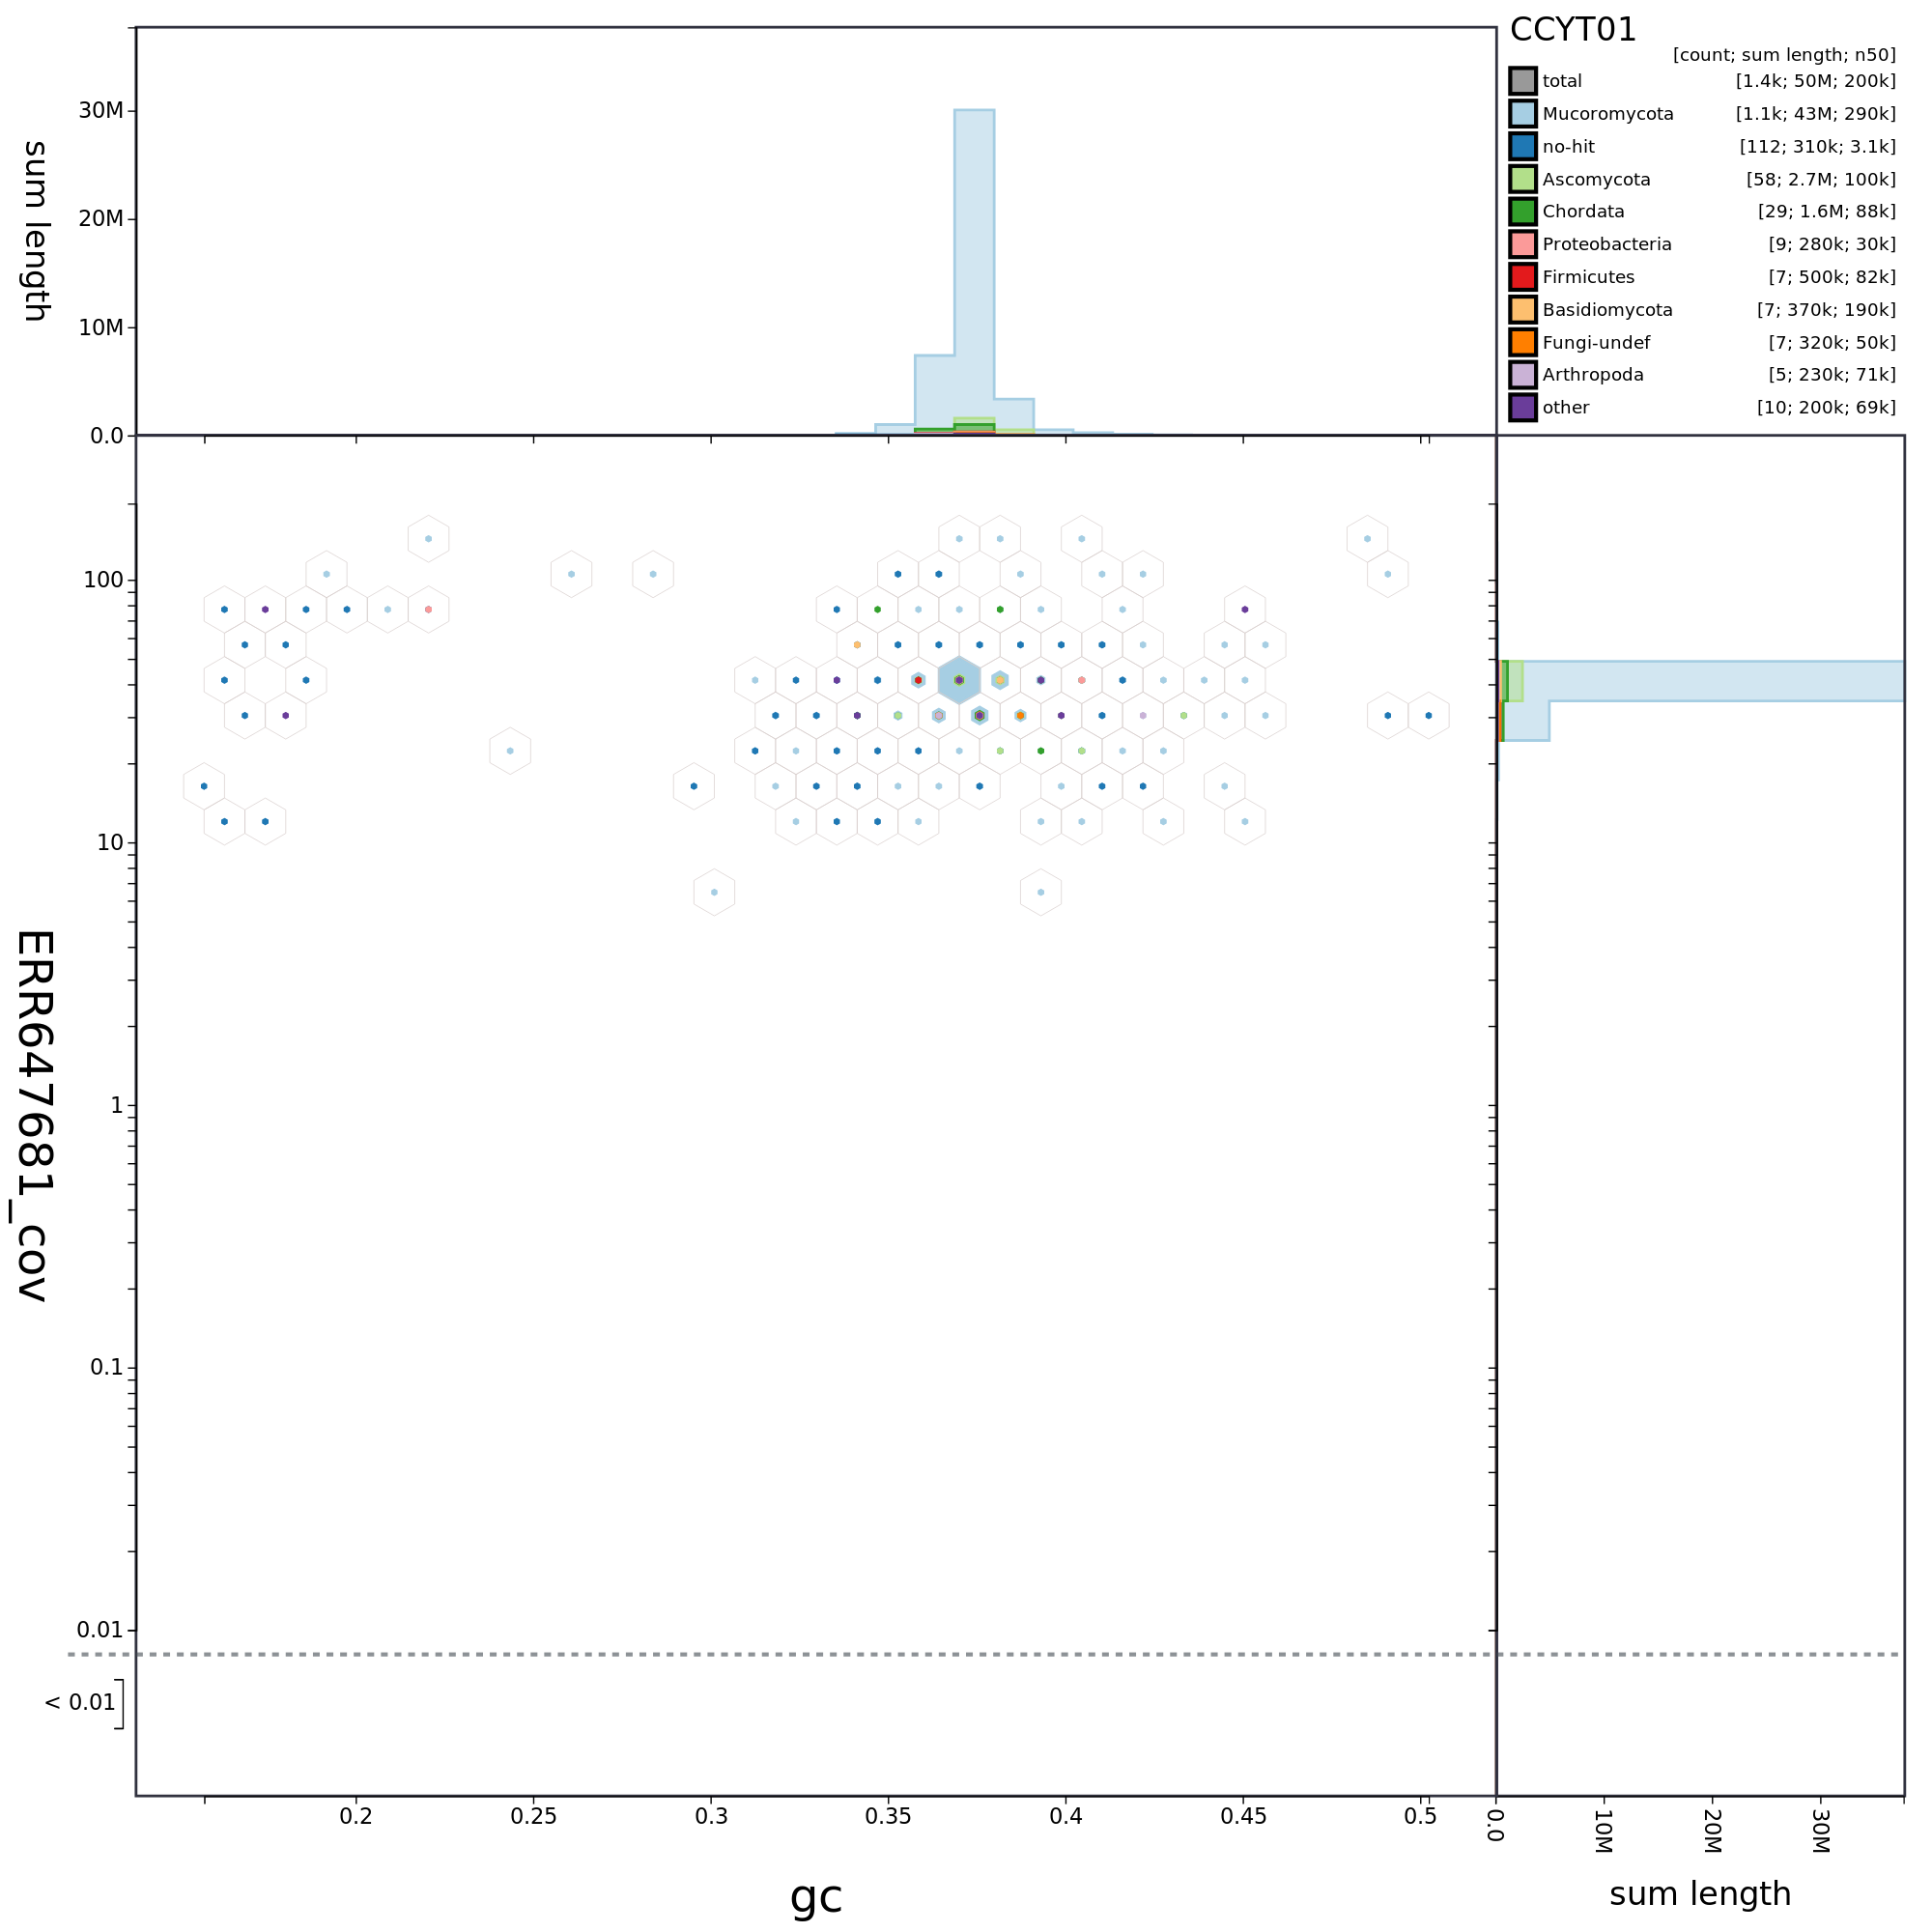 CCYT01
[count; sum length; n50]
total [1.4k; 50M; 200k]
Mucoromycota [1.1k; 43M; 290k]
no-hit [112; 310k; 3.1k]
Ascomycota [58; 2.7M; 100k]
Chordata [29; 1.6M; 88k]
Proteobacteria [9; 280k; 30k]
Firmicutes [7; 500k; 82k]
Basidiomycota [7; 370k; 190k]
Fungi-undef [7; 320k; 50k]
Arthropoda [5; 230k; 71k]
other [10; 200k; 69k]
sum length
30M
20M
10M
0.0
ERR647681_cov
100
10
1
0.1
0.01
< 0.01
0.2 0.25 0.3 0.35 0.4 0.45 0.5
gc
0.0 10M 20M 30M
sum length